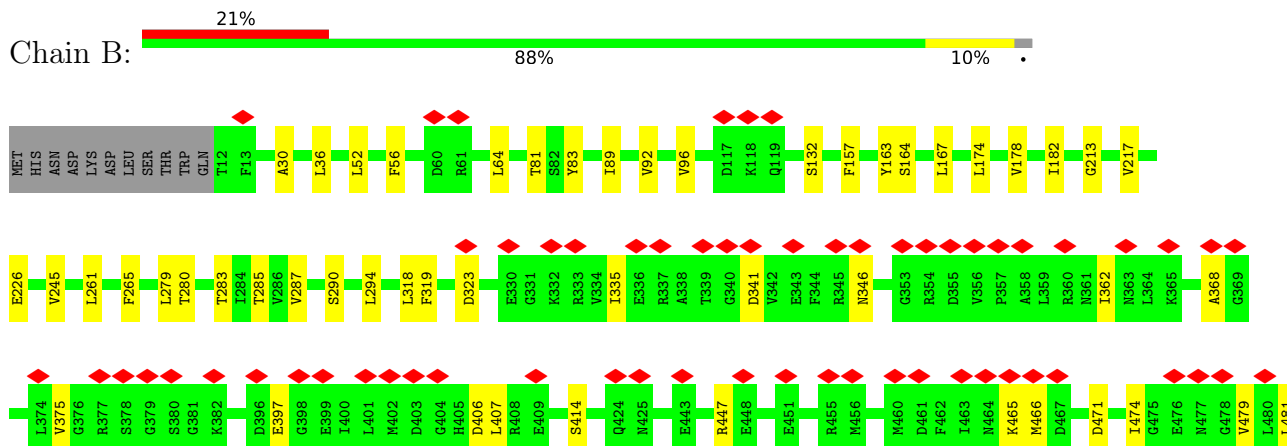 21%
Chain B:
88% 10% •
MET HIS ASN ASP LYS ASP LEU SER THR TRP GLN T12 F13 A30 L36 L52 F56 D60 R61 L64 T81 S82 Y83 I89 V92 V96 D117 K118 Q119 S132 F157 Y163 S164 L167 L174 V178 I182 G213 V217
E226 V245 L261 F265 L279 T280 T283 I284 T285 V286 V287 S290 L294 L318 F319 D323 E330 G331 K332 R333 V334 I335 E336 R337 A338 T339 G340 D341 V342 E343 F344 R345 N346 G353 R354 D355 V356 P357 A358 L359 R360 N361 I362 N363 L364 K365 A368 G369
L374 V375 G376 R377 S378 G379 S380 G381 K382 D396 E397 G398 E399 I400 L401 M402 D403 G404 H405 D406 L407 R408 E409 S414 Q424 N425 E443 R447 E448 E451 R455 M456 M460 D461 F462 I463 N464 K465 M466 D467 D471 I474 G475 E476 N477 G478 V479 L480